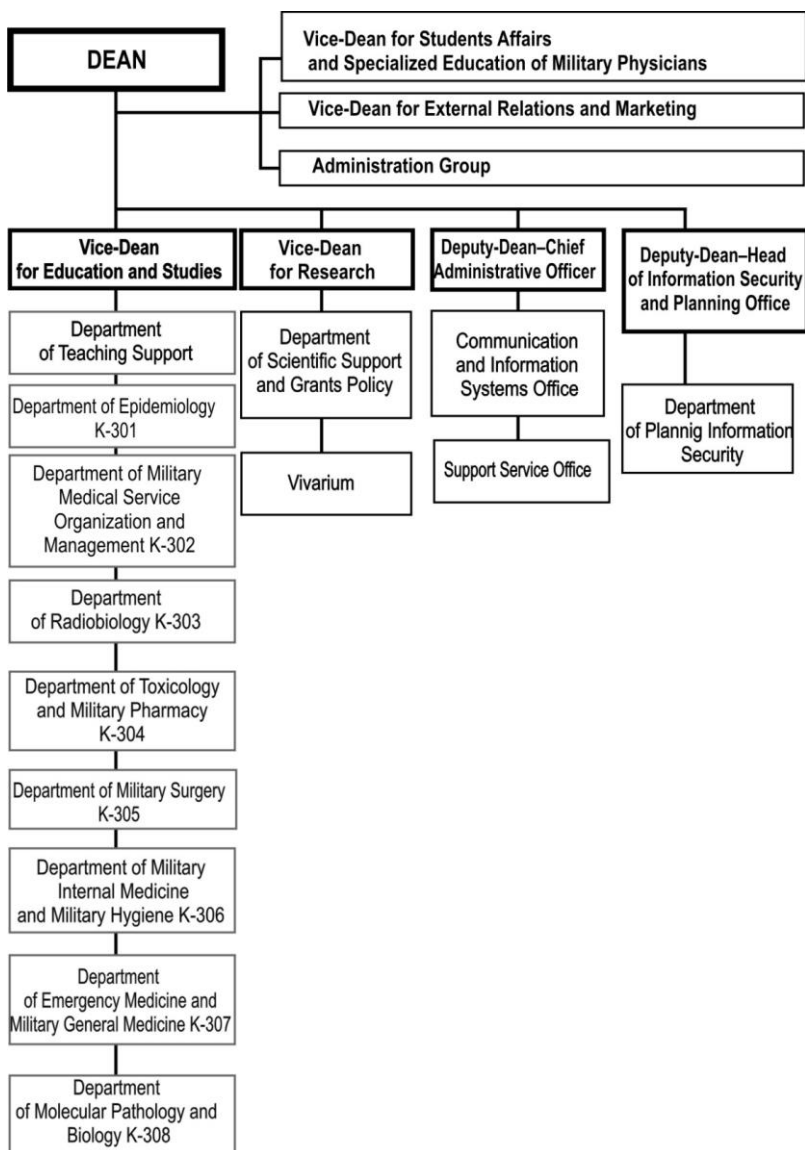 DEAN
Vice-Dean for Students Affairs
and Specialized Education of Military Physicians
Vice-Dean for External Relations and Marketing
Administration Group
Vice-Dean
for Education and Studies
Department
of Teaching Support
Department of Epidemiology
K-301
Department of Military
Medical Service
Organization and
Management K-302
Department
of Radiobiology K-303
Department of Toxicology
and Military Pharmacy
K-304
Department of Military Surgery
K-305
Department of Military
Internal Medicine
and Military Hygiene K-306
Department
of Emergency Medicine and
Military General Medicine K-307
Department
of Molecular Pathology and
Biology K-308
Vice-Dean
for Research
Department
of Scientific Support
and Grants Policy
Vivarium
Deputy-Dean–Chief
Administrative Officer
Communication
and Information
Systems Office
Support Service Office
Deputy-Dean–Head
of Information Security
and Planning Office
Department
of Plannig Information
Security